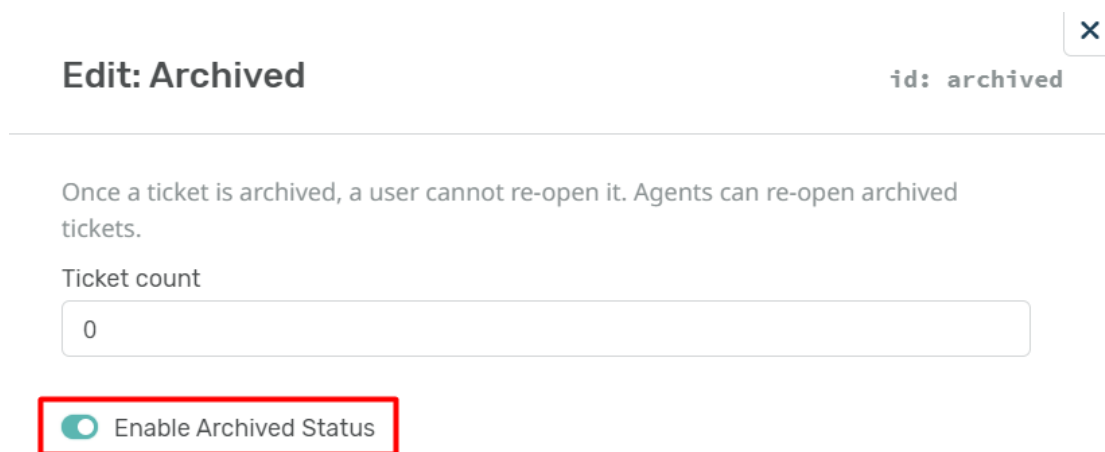 Edit: Archived
id: archived
Once a ticket is archived, a user cannot re-open it. Agents can re-open archived
tickets.
Ticket count
0
Enable Archived Status